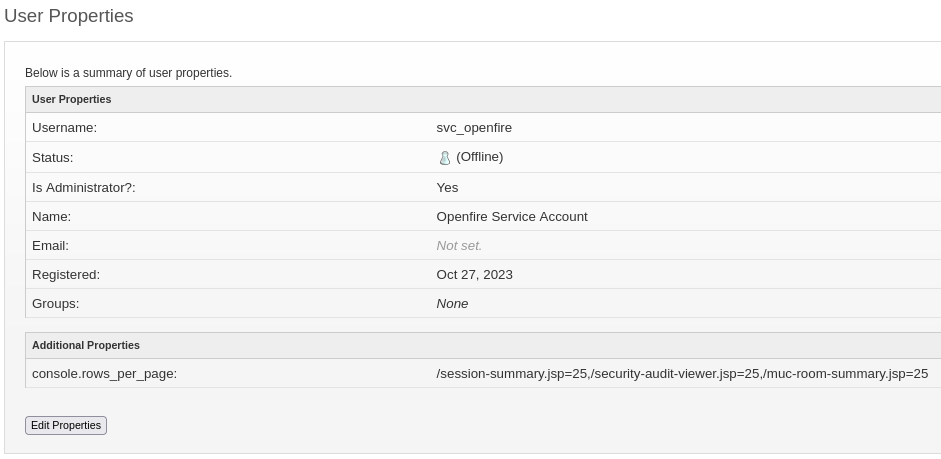 User Properties
Below is a summary of user properties.
User Properties
Username: svc_openfire
Status: (Offline)
Is Administrator?: Yes
Name: Openfire Service Account
Email: Not set.
Registered: Oct 27, 2023
Groups: None
Additional Properties
console.rows_per_page: /session-summary.jsp=25,/security-audit-viewer.jsp=25,/muc-room-summary.jsp=25
Edit Properties